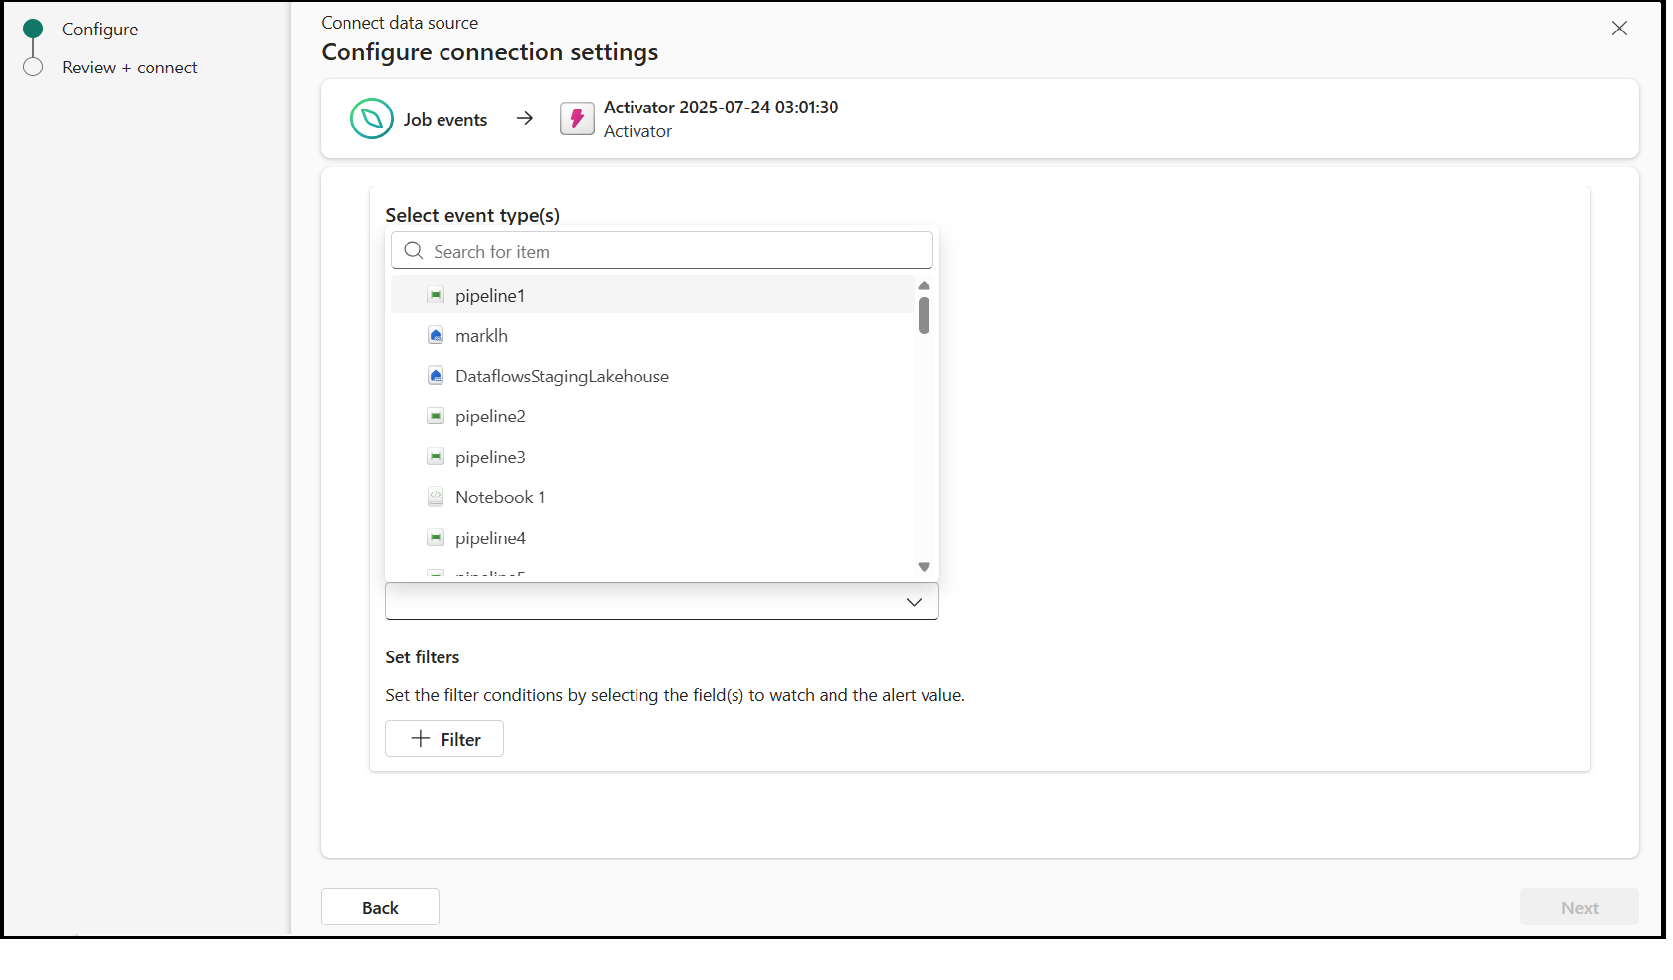 Configure
Review + connect
Connect data source
Configure connection settings
Job events
Activator 2025-07-24 03:01:30
Activator
Select event type(s)
Search for item
pipeline1
marklh
DataflowsStagingLakehouse
pipeline2
pipeline3
Notebook 1
pipeline4
Set filters
Set the filter conditions by selecting the field(s) to watch and the alert value.
Filter
Back
Next